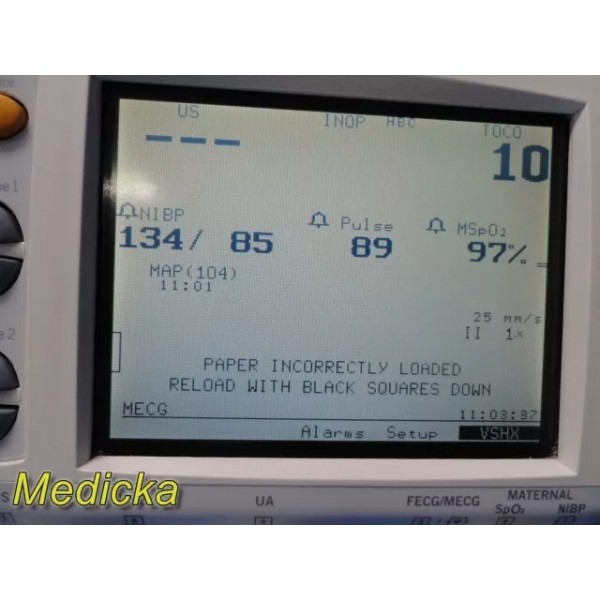 US INOP HBC TOCO
--- 10
NIBP Pulse MSpO₂
134/ 85 89 97%
MAP(104)
11:01
25 mm/s
II 1x
PAPER INCORRECTLY LOADED
RELOAD WITH BLACK SQUARES DOWN
MECG 11:03:37
Alarms Setup VSHX
Medicka
UA FECG/MECG MATERNAL
SpO₂ NIBP